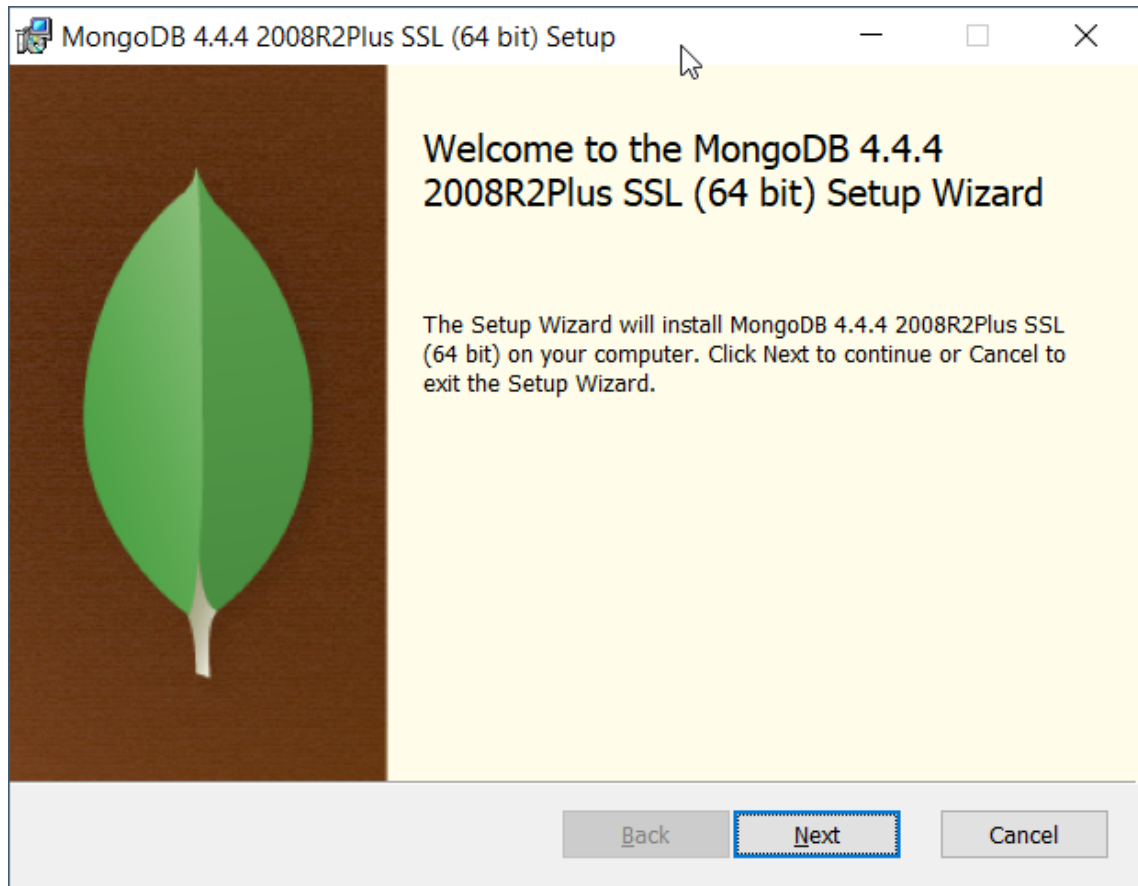 MongoDB 4.4.4 2008R2Plus SSL (64 bit) Setup
Welcome to the MongoDB 4.4.4
2008R2Plus SSL (64 bit) Setup Wizard
The Setup Wizard will install MongoDB 4.4.4 2008R2Plus SSL
(64 bit) on your computer. Click Next to continue or Cancel to
exit the Setup Wizard.
Back Next Cancel